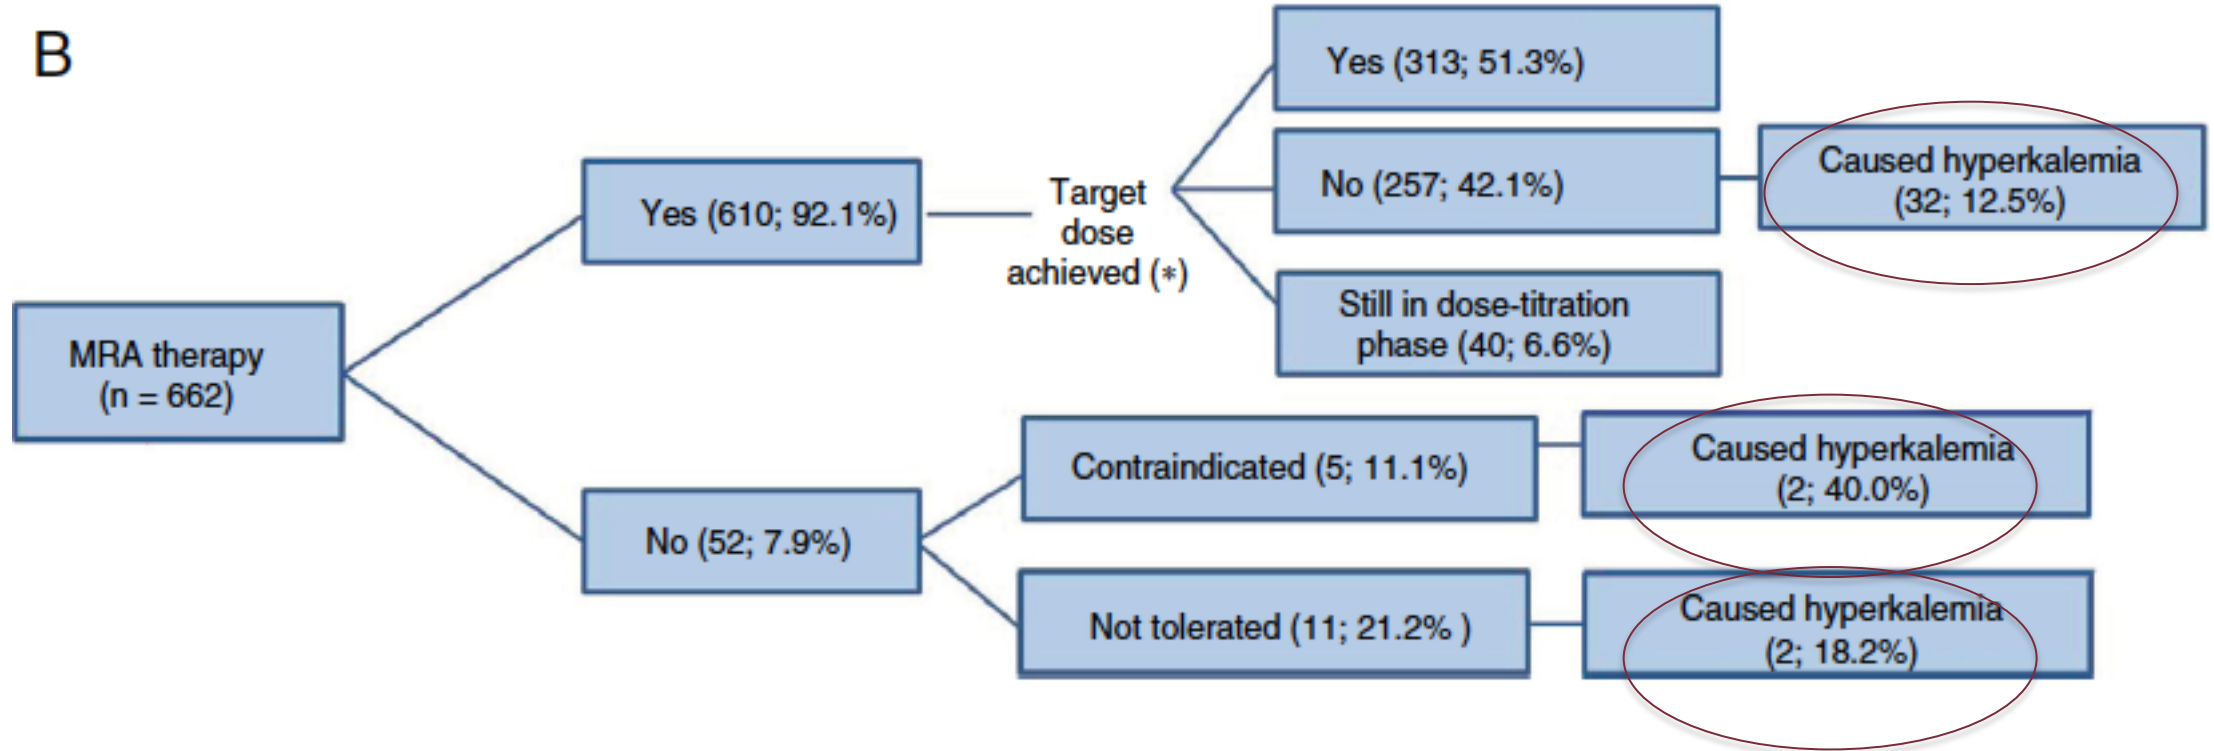 B
MRA therapy
(n = 662)
Yes (610; 92.1%)
Target
dose
achieved (*)
Yes (313; 51.3%)
No (257; 42.1%)
Caused hyperkalemia
(32; 12.5%)
Still in dose-titration
phase (40; 6.6%)
No (52; 7.9%)
Contraindicated (5; 11.1%)
Caused hyperkalemia
(2; 40.0%)
Not tolerated (11; 21.2% )
Caused hyperkalemia
(2; 18.2%)